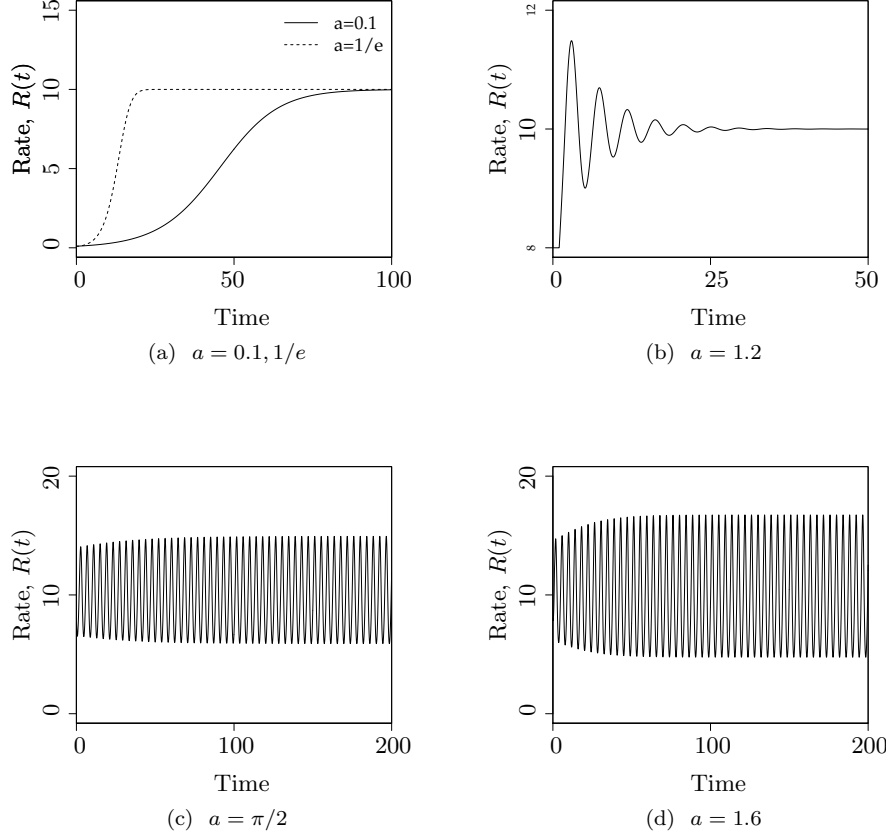 15
10
5
0
Rate, R(t)
a=0.1
a=1/e
0 50 100
Time
(a) a = 0.1, 1/e
12
10
8
Rate, R(t)
0 25 50
Time
(b) a = 1.2
20
10
0
Rate, R(t)
0 100 200
Time
(c) a = π/2
20
10
0
Rate, R(t)
0 100 200
Time
(d) a = 1.6